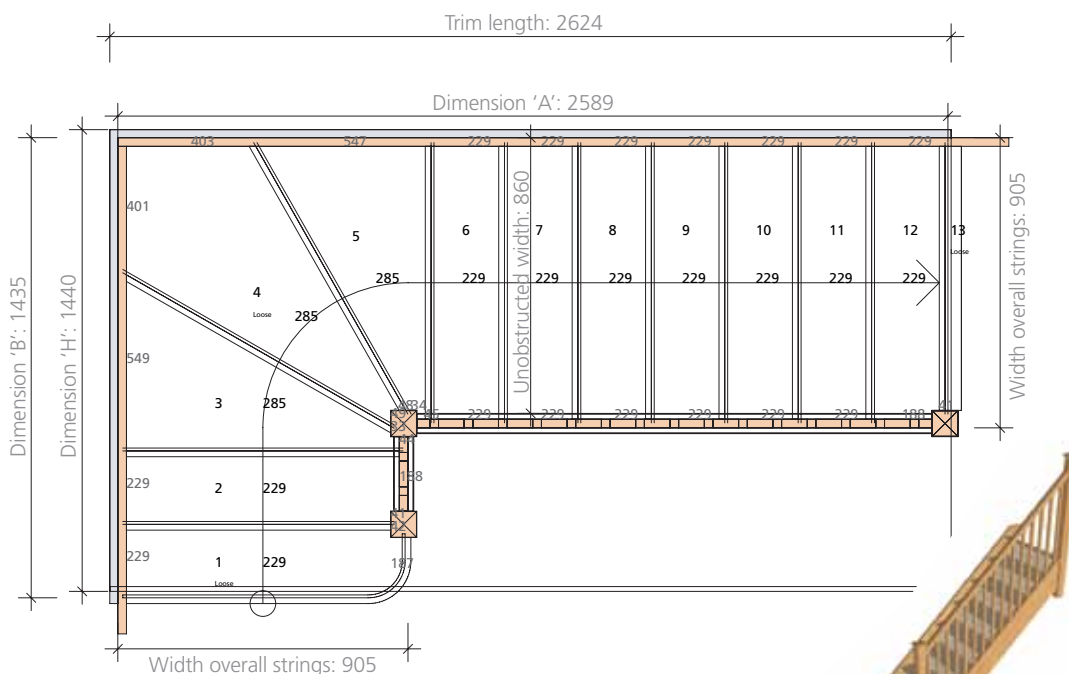 Trim length: 2624
Dimension ‘A’: 2589
403 547 229 229 229 229 229 229 229
Dimension ‘B’: 1435
Dimension ‘H’: 1440
Unobstructed width: 860
Width overall strings: 905
401
5 6 7 8 9 10 11 12 13
Loose
285 229 229 229 229 229 229 229
4
Loose
285
549
3 285
34
45 229 229 229 229 229 188 41
229 2 229
188
229 1 229
Loose
187
Width overall strings: 905